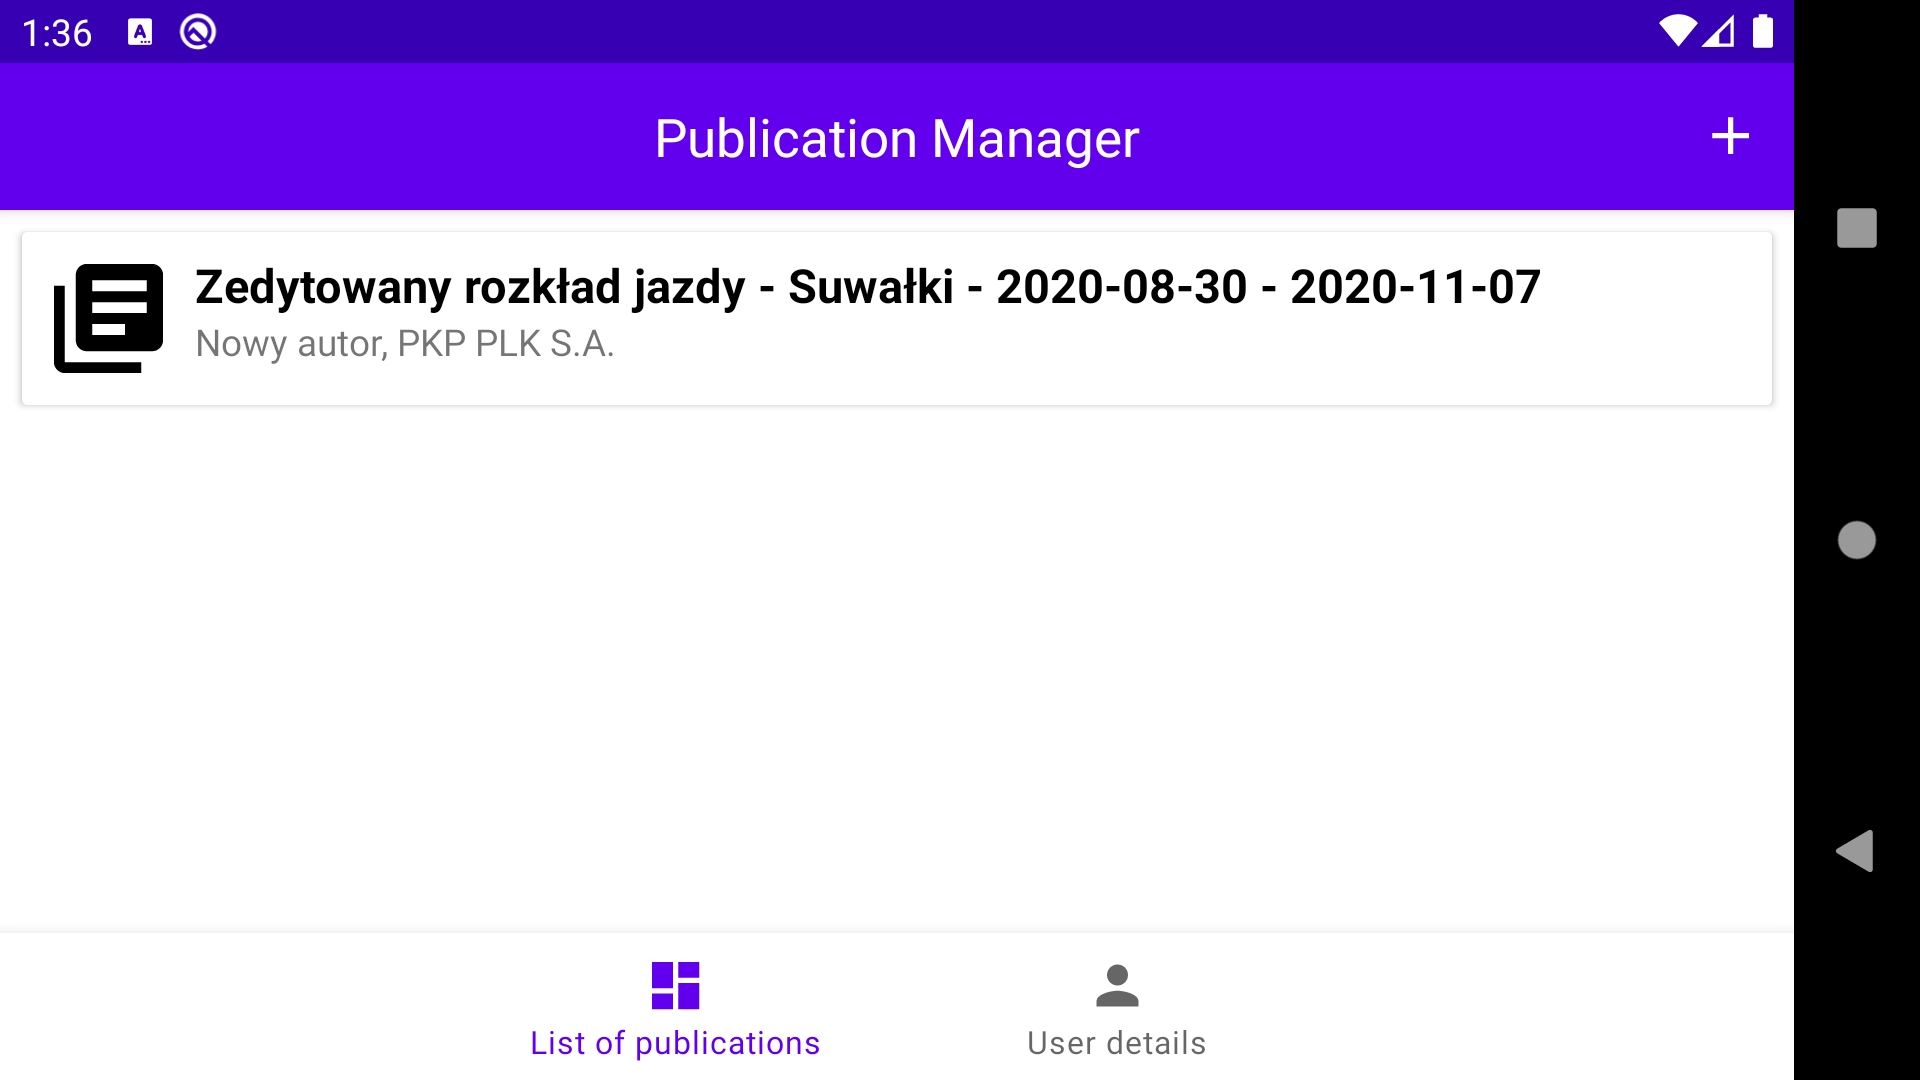 1:36
Publication Manager
Zedytowany rozkład jazdy - Suwałki - 2020-08-30 - 2020-11-07
Nowy autor, PKP PLK S.A.
List of publications
User details